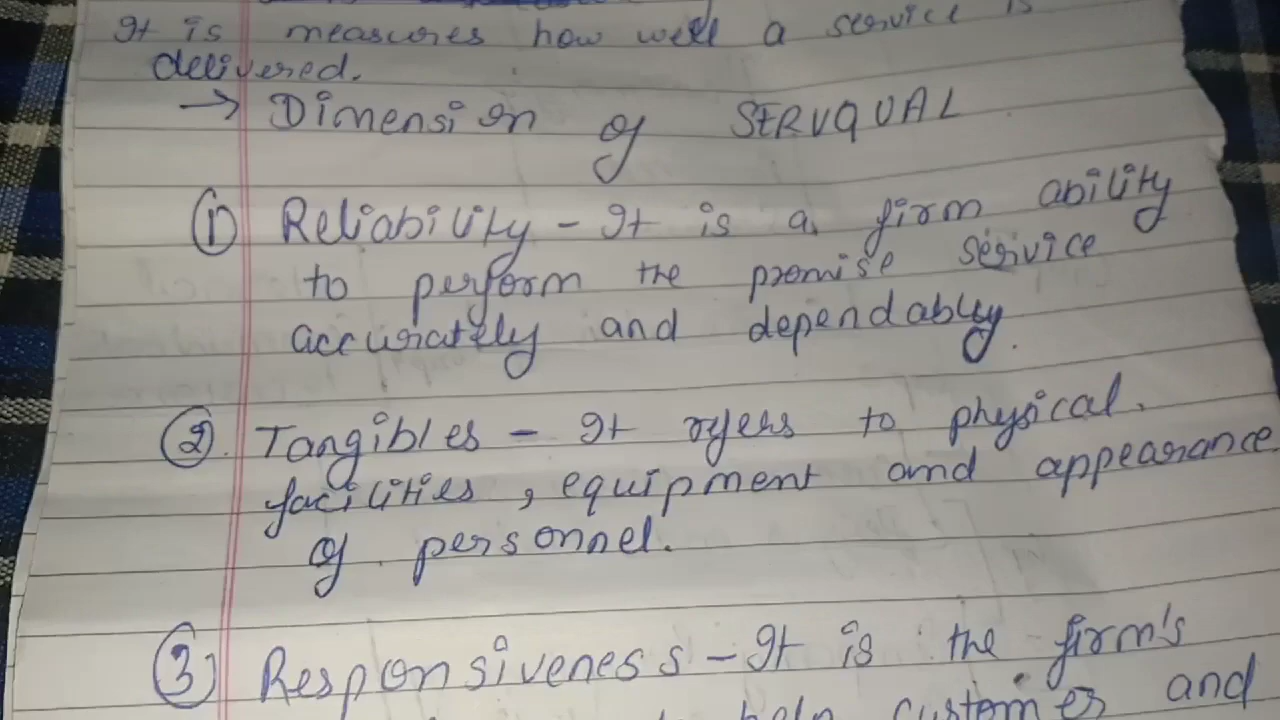 It is measures how well a service is
delivered.
→ Dimension of SERVQUAL
① Reliability - It is a firm ability
to perform the promise service
accurately and dependably.
② Tangibles - It refers to physical
facilities, equipment and appearance
of personnel.
③ Responsiveness - It is the firm's
help customer and